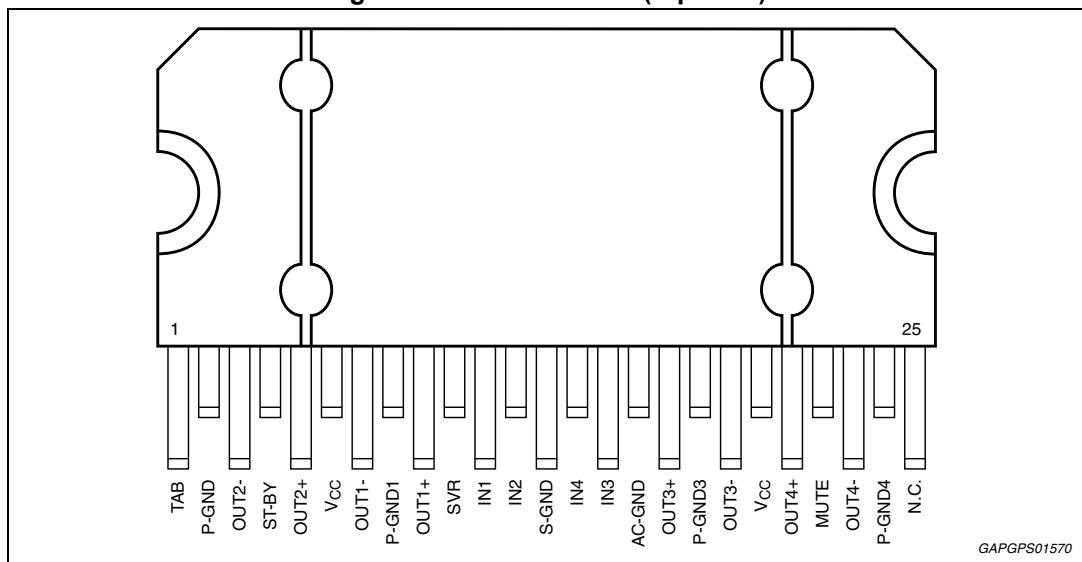 1
25
TAB
P-GND
OUT2-
ST-BY
OUT2+
VCC
OUT1-
P-GND1
OUT1+
SVR
IN1
IN2
S-GND
IN4
IN3
AC-GND
OUT3+
P-GND3
OUT3-
VCC
OUT4+
MUTE
OUT4-
P-GND4
N.C.
GAPGPS01570